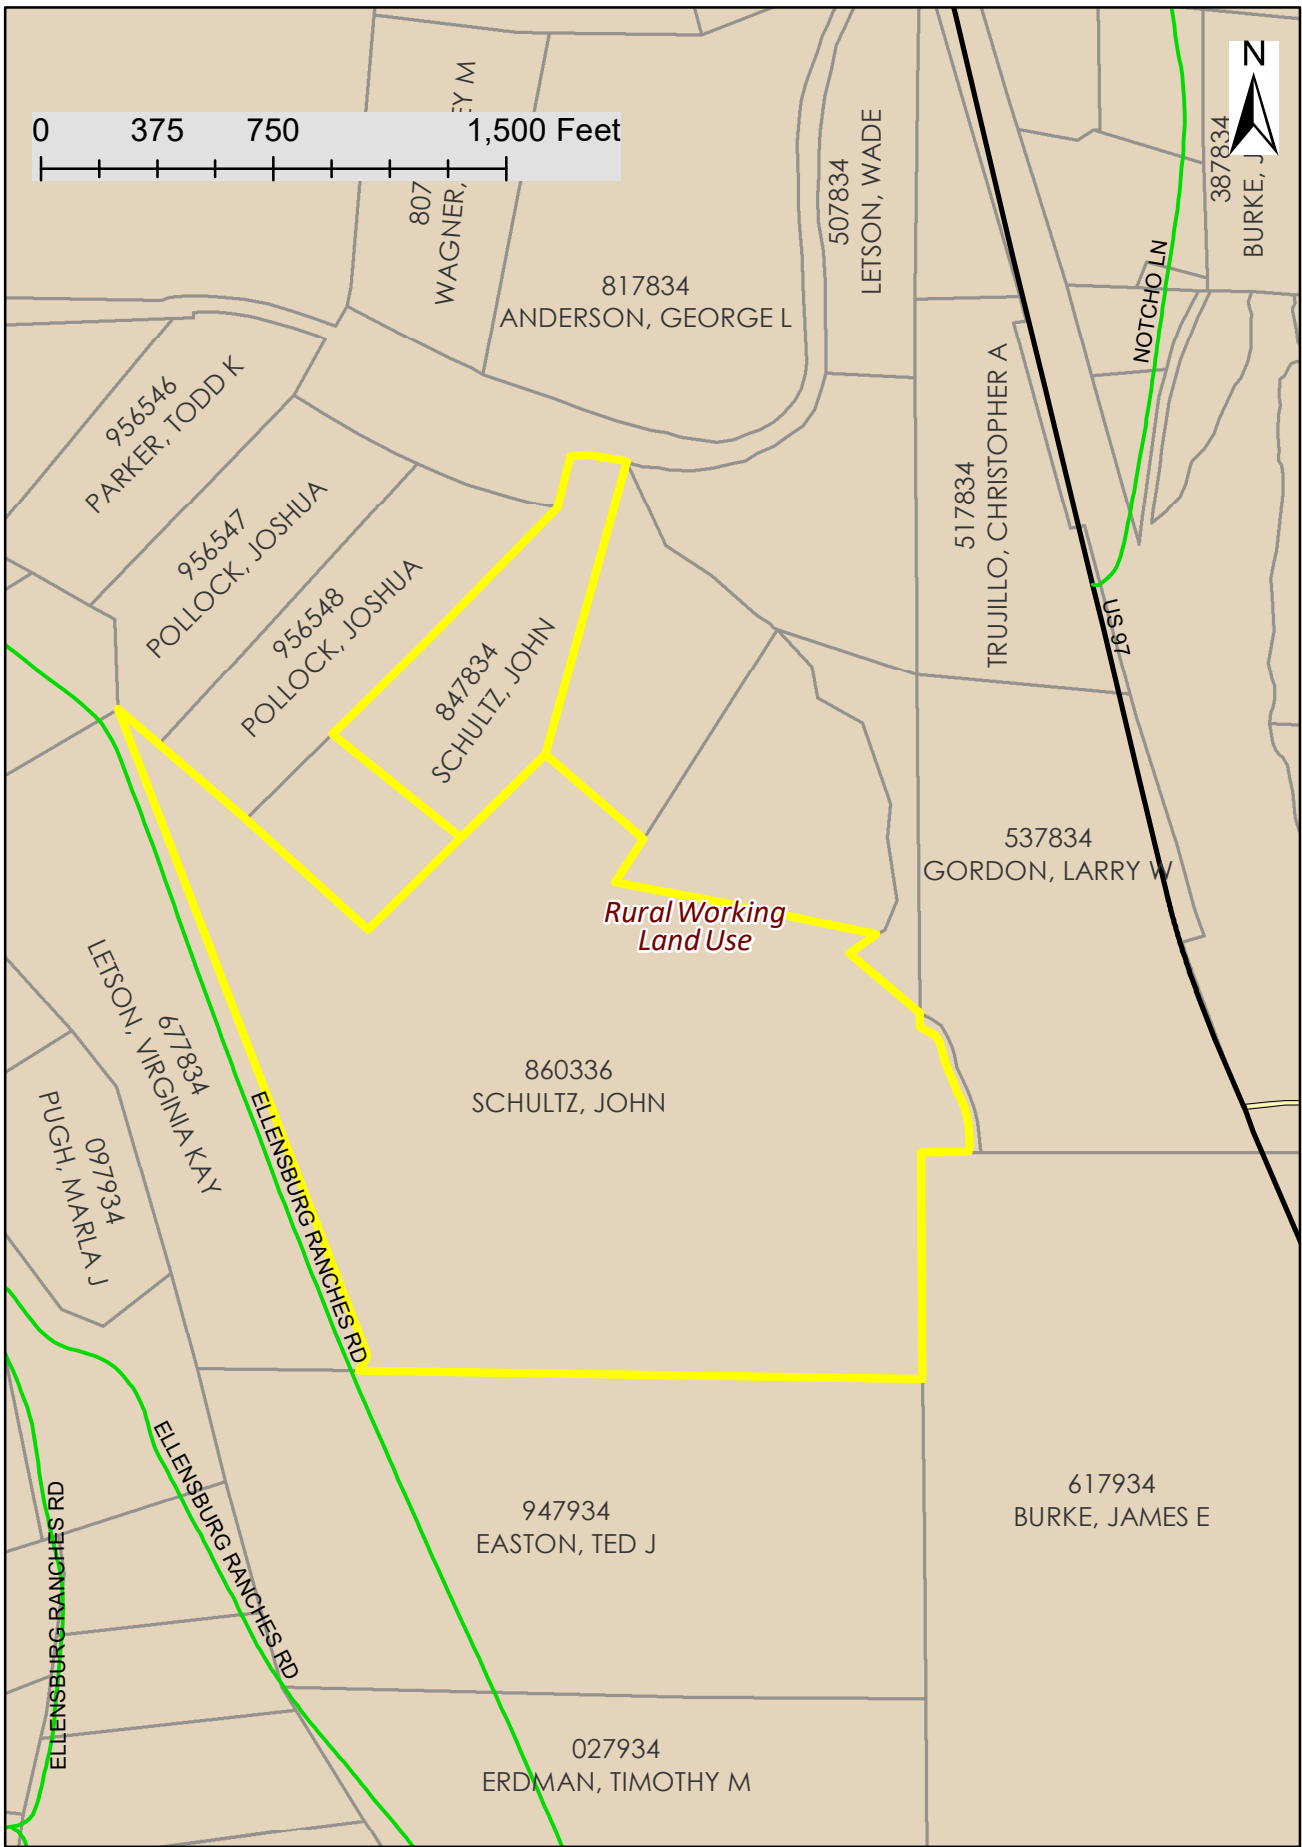 N
0 375 750 1,500 Feet
807
WAGNER,
EY M
507834
LETSON, WADE
387834
BURKE, J
817834
ANDERSON, GEORGE L
NOTCHO LN
956546
PARKER, TODD K
517834
TRUJILLO, CHRISTOPHER A
956547
POLLOCK, JOSHUA
956548
POLLOCK, JOSHUA
US 97
847834
SCHULTZ, JOHN
537834
GORDON, LARRY W
Rural Working
Land Use
677834
LETSON, VIRGINIA KAY
860336
SCHULTZ, JOHN
097934
PUGH, MARLA J
ELLENSBURG RANCHES RD
ELLENSBURG RANCHES RD
ELLENSBURG RANCHES RD
947934
EASTON, TED J
617934
BURKE, JAMES E
027934
ERDMAN, TIMOTHY M